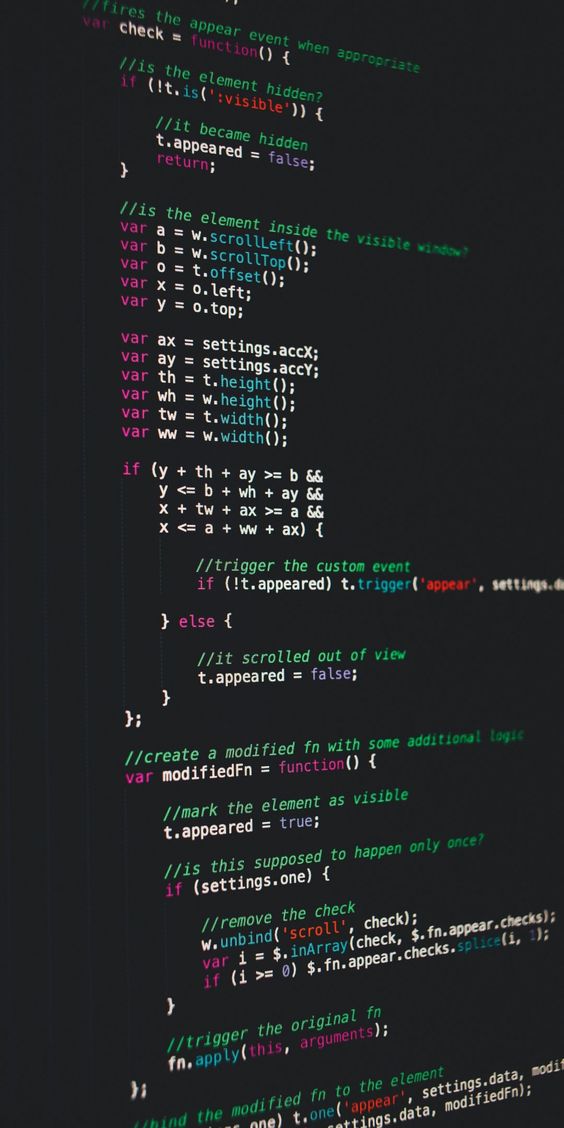 //fires the appear event when appropriate
var check = function() {
//is the element hidden?
if (!t.is(':visible')) {
//it became hidden
t.appeared = false;
return;
}
//is the element inside the visible window?
var a = w.scrollLeft();
var b = w.scrollTop();
var o = t.offset();
var x = o.left;
var y = o.top;
var ax = settings.accX;
var ay = settings.accY;
var th = t.height();
var wh = w.height();
var tw = t.width();
var ww = w.width();
if (y + th + ay >= b &&
y <= b + wh + ay &&
x + tw + ax >= a &&
x <= a + ww + ax) {
//trigger the custom event
if (!t.appeared) t.trigger('appear', settings.da
} else {
//it scrolled out of view
t.appeared = false;
}
};
//create a modified fn with some additional logic
var modifiedFn = function() {
//mark the element as visible
t.appeared = true;
//is this supposed to happen only once?
if (settings.one) {
//remove the check
w.unbind('scroll', check);
var i = $.inArray(check, $.fn.appear.checks);
if (i >= 0) $.fn.appear.checks.splice(i, 1);
}
//trigger the original fn
fn.apply(this, arguments);
};
//bind the modified fn to the element
one) t.one('appear', settings.data, modif
settings.data, modifiedFn);